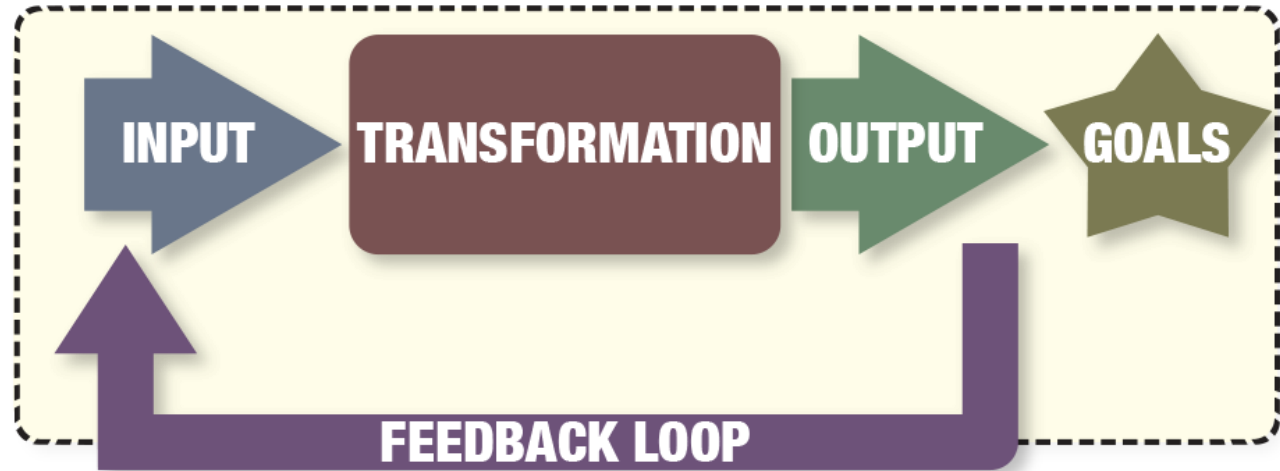 INPUT
TRANSFORMATION
OUTPUT
GOALS
FEEDBACK LOOP